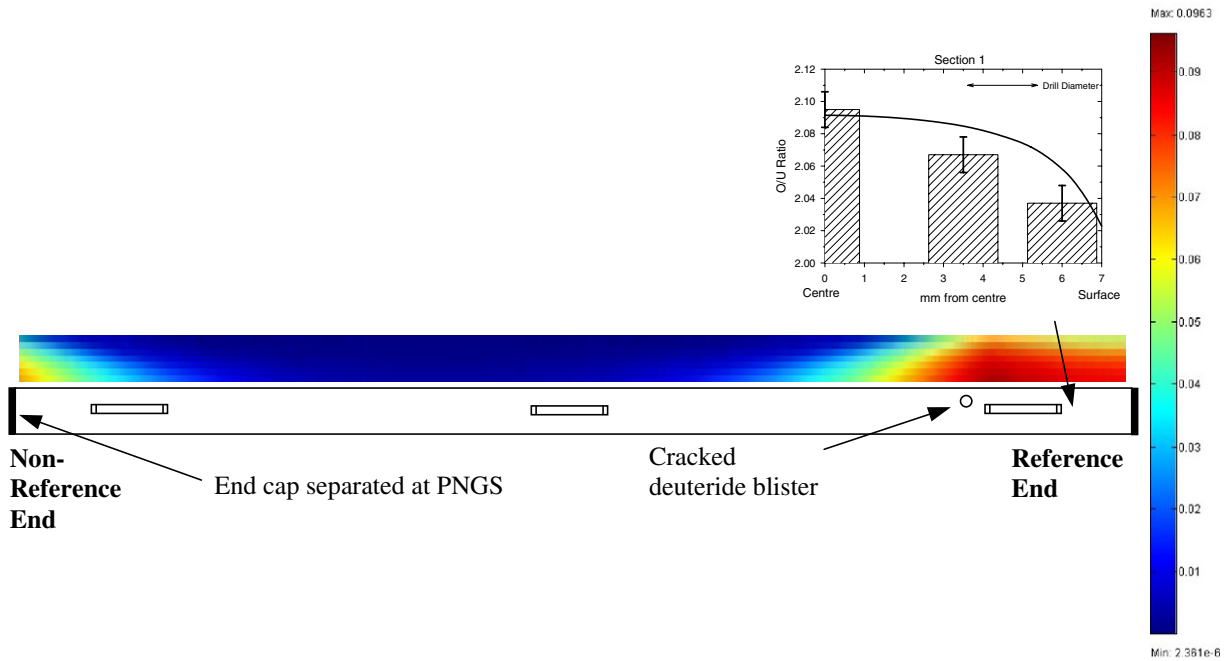 Max: 0.0963
Section 1
2.12
2.10
2.08
2.06
2.04
2.02
2.00
O/U Ratio
Drill Diameter
0 1 2 3 4 5 6 7
Centre
mm from centre
Surface
0.09
0.08
0.07
0.06
0.05
0.04
0.03
0.02
0.01
Min: 2.361e-6
Non-
Reference
End
End cap separated at PNGS
Cracked
deuteride blister
Reference
End